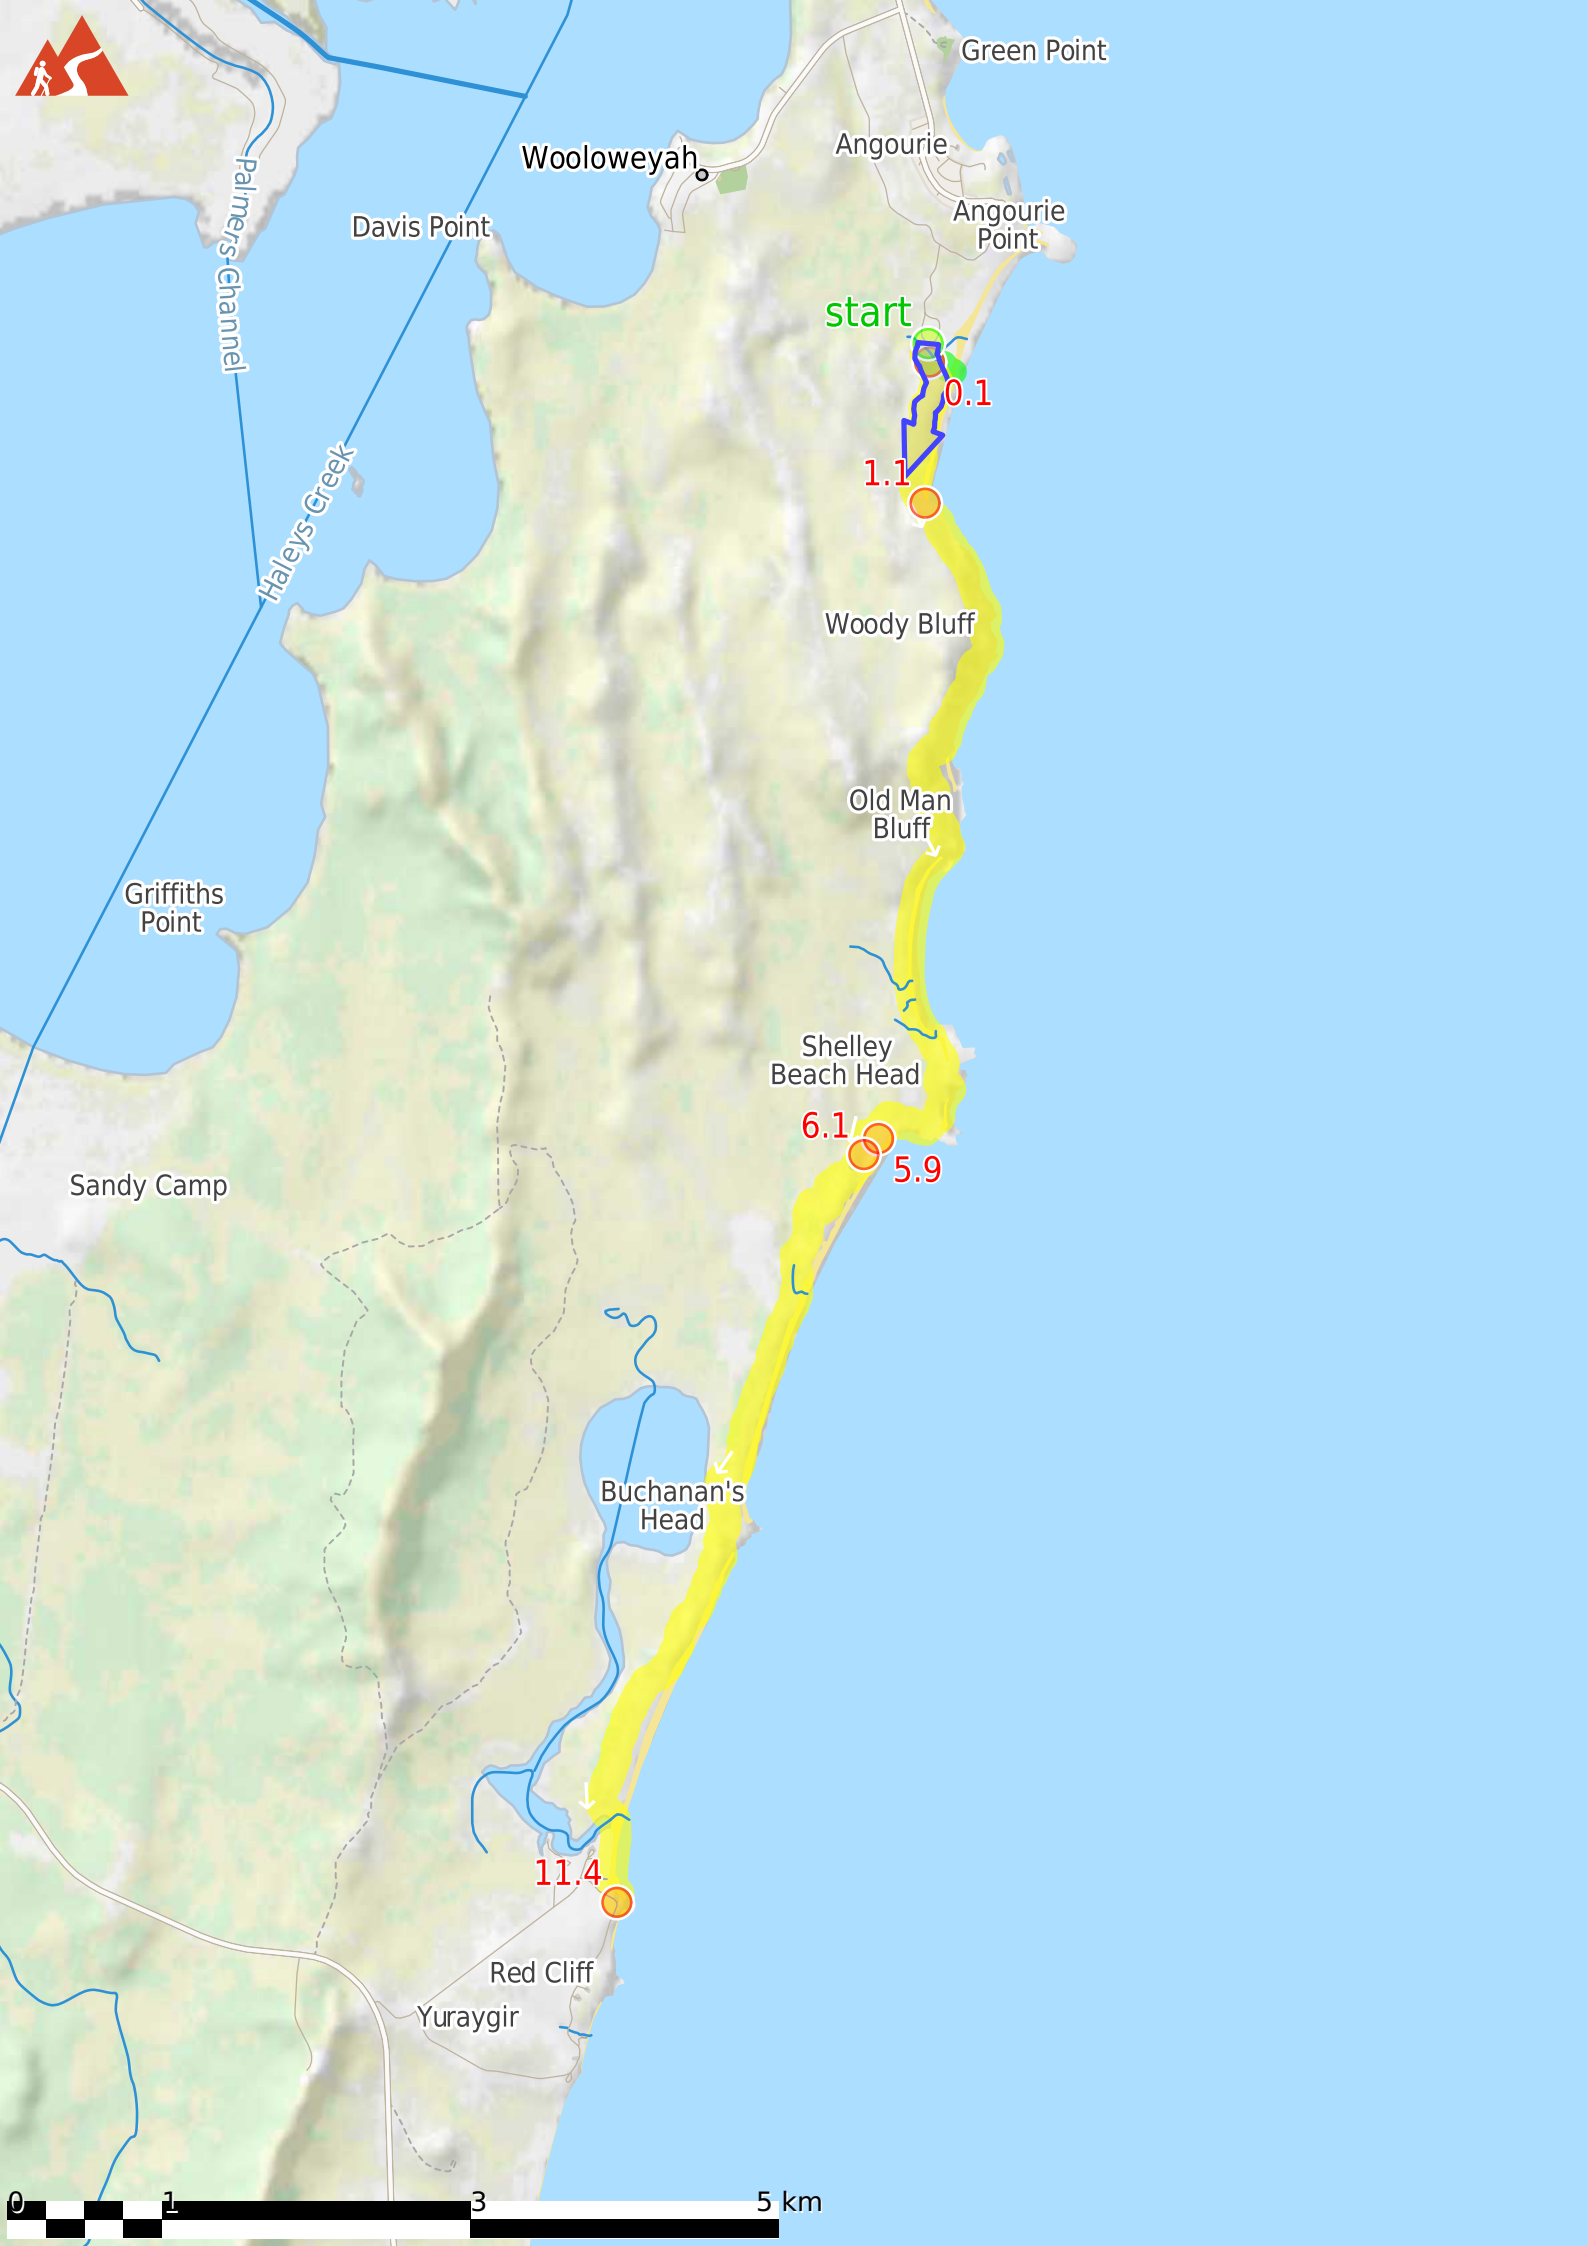 Green Point
Angourie
Wooloweyah
Palmers Channel
Davis Point
Angourie
Point
start
0.1
1.1
Haleys Creek
Woody Bluff
Old Man
Bluff
Griffiths
Point
Shelley
Beach Head
6.1
5.9
Sandy Camp
Buchanan's
Head
11.4
Red Cliff
Yuraygir
0 1 3 5 km